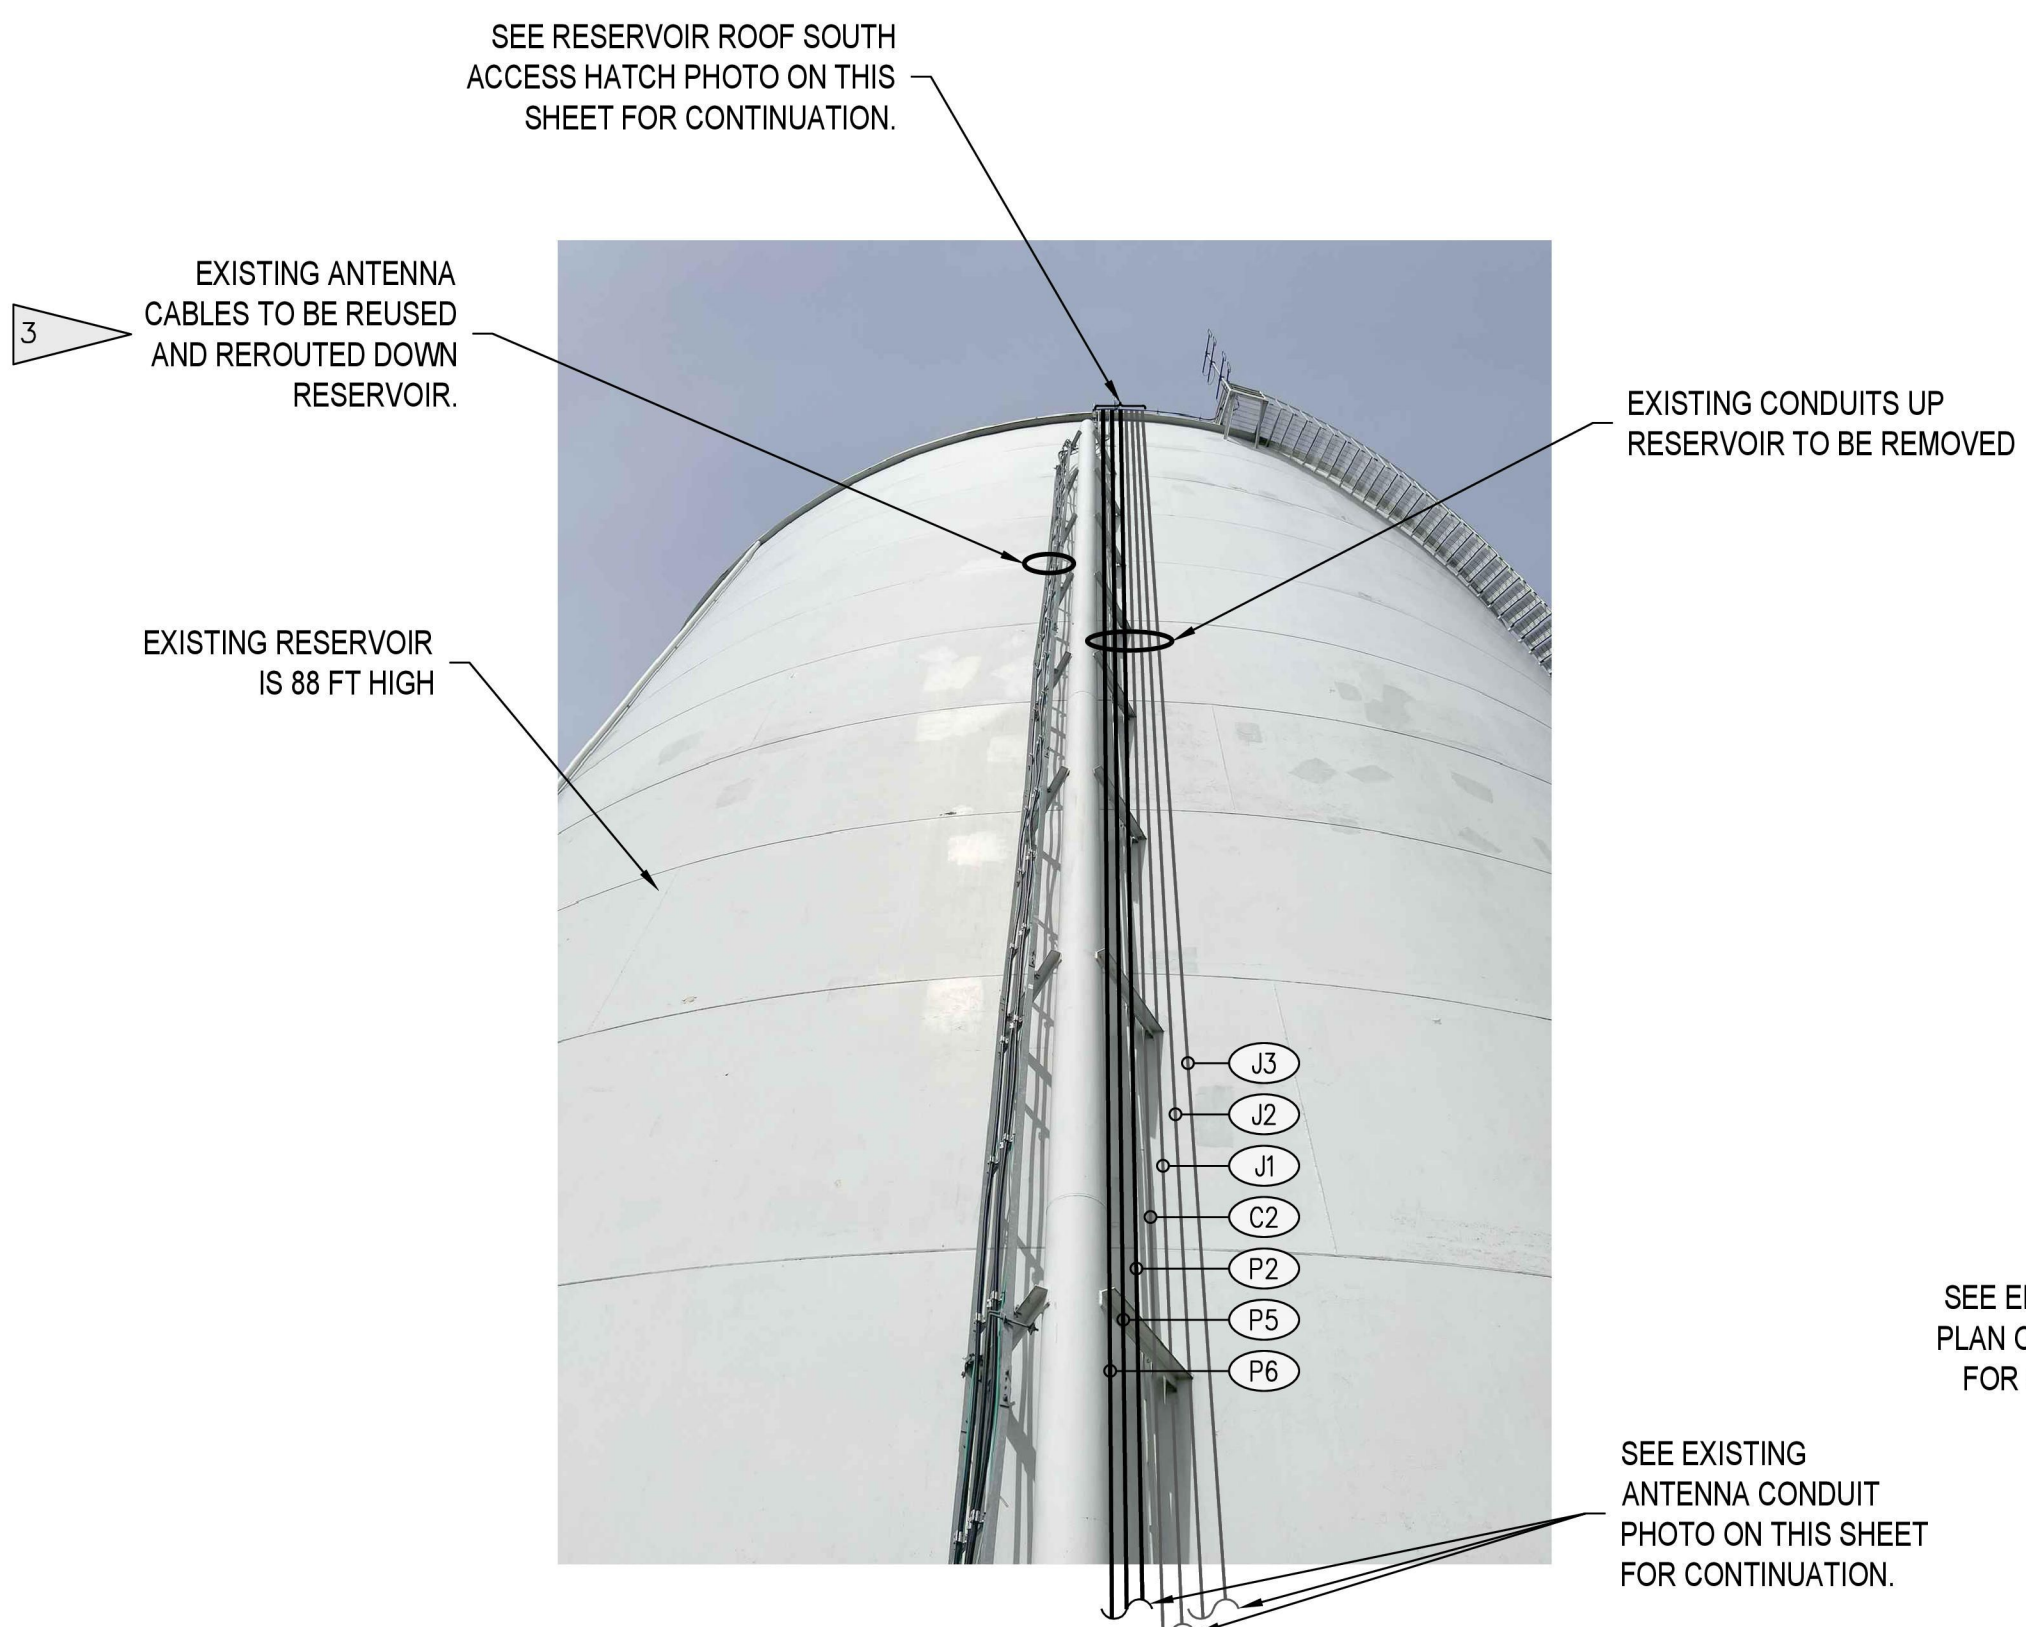 SEE RESERVOIR ROOF SOUTH
ACCESS HATCH PHOTO ON THIS
SHEET FOR CONTINUATION.
3
EXISTING ANTENNA
CABLES TO BE REUSED
AND REROUTED DOWN
RESERVOIR.
EXISTING CONDUITS UP
RESERVOIR TO BE REMOVED
EXISTING RESERVOIR
IS 88 FT HIGH
J3
J2
J1
C2
P2
P5
P6
SEE
PLAN
FOR
SEE EXISTING
ANTENNA CONDUIT
PHOTO ON THIS SHEET
FOR CONTINUATION.